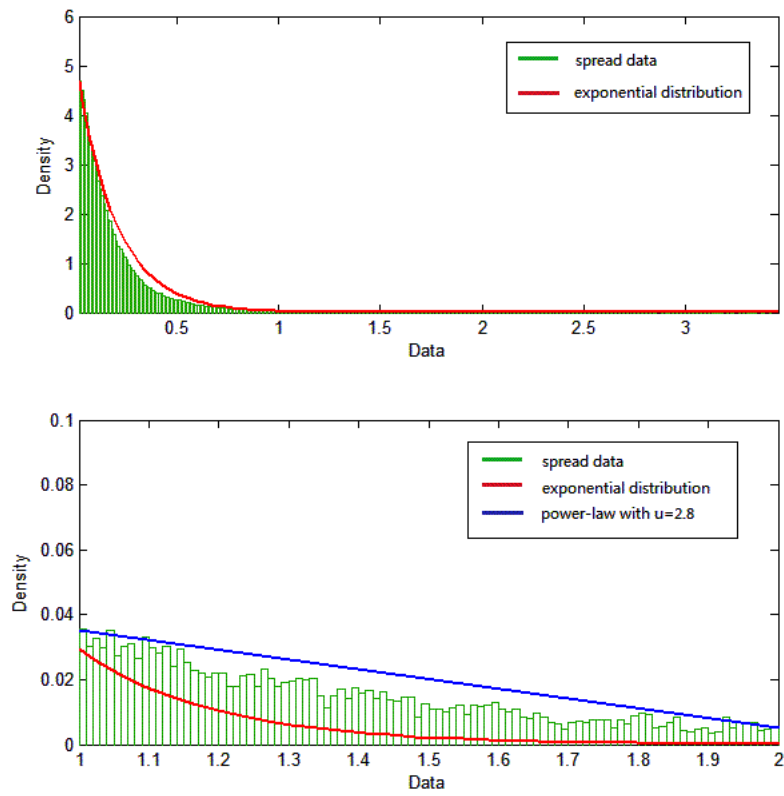 6
5
4
3
2
1
0
Density
0.5 1 1.5 2 2.5 3
Data
spread data
exponential distribution
0.1
0.08
0.06
0.04
0.02
0
Density
1 1.1 1.2 1.3 1.4 1.5 1.6 1.7 1.8 1.9 2
Data
spread data
exponential distribution
power-law with u=2.8